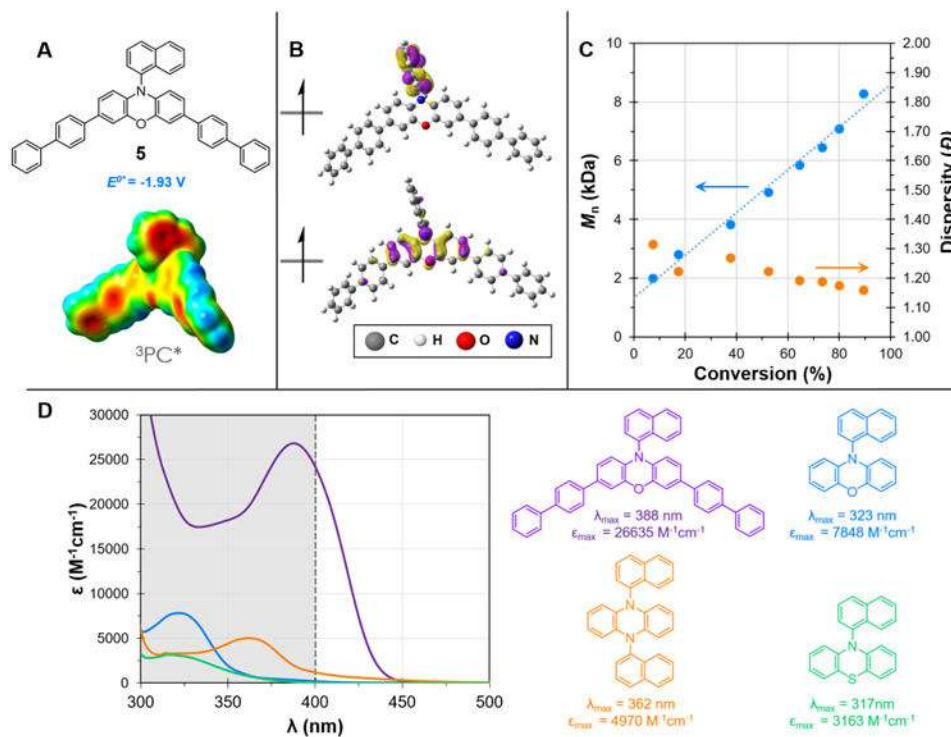 A
N
O
5
E⁰* = -1.93 V
³PC*
B
C
H
O
N
C
10
8
6
4
2
0
Mn (kDa)
2.00
1.90
1.80
1.70
1.60
1.50
1.40
1.30
1.20
1.10
1.00
Dispersity (Đ)
0
20
40
60
80
100
Conversion (%)
D
30000
25000
20000
15000
10000
5000
0
ε (M⁻¹cm⁻¹)
300
350
400
450
500
λ (nm)
N
O
λmax = 388 nm
εmax = 26635 M⁻¹cm⁻¹
N
O
λmax = 323 nm
εmax = 7848 M⁻¹cm⁻¹
N
N
λmax = 362 nm
εmax = 4970 M⁻¹cm⁻¹
N
S
λmax = 317nm
εmax = 3163 M⁻¹cm⁻¹